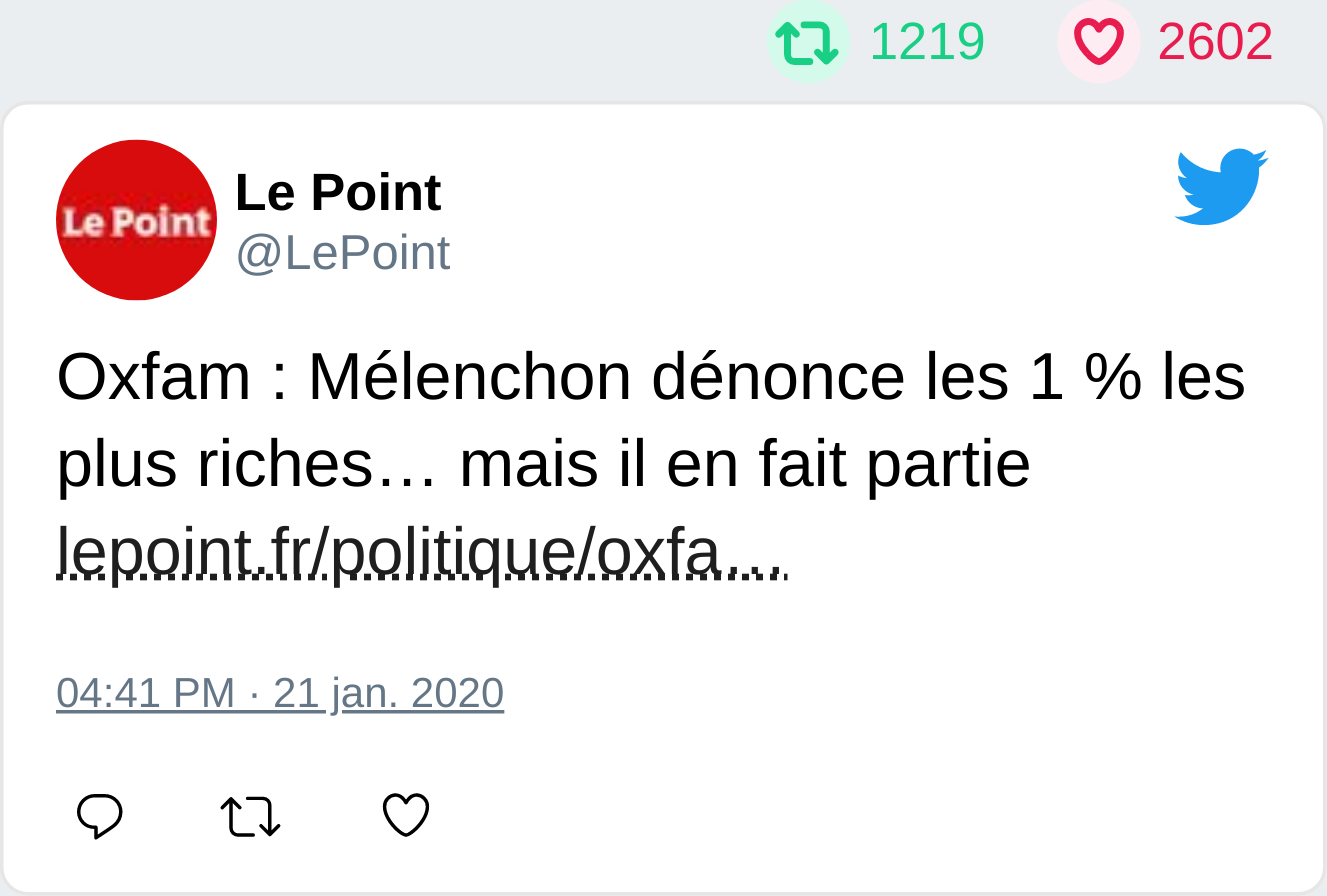 1219 2602
Le Point
Le Point
@LePoint
Oxfam : Mélenchon dénonce les 1 % les
plus riches… mais il en fait partie
lepoint.fr/politique/oxfa…
04:41 PM · 21 jan. 2020